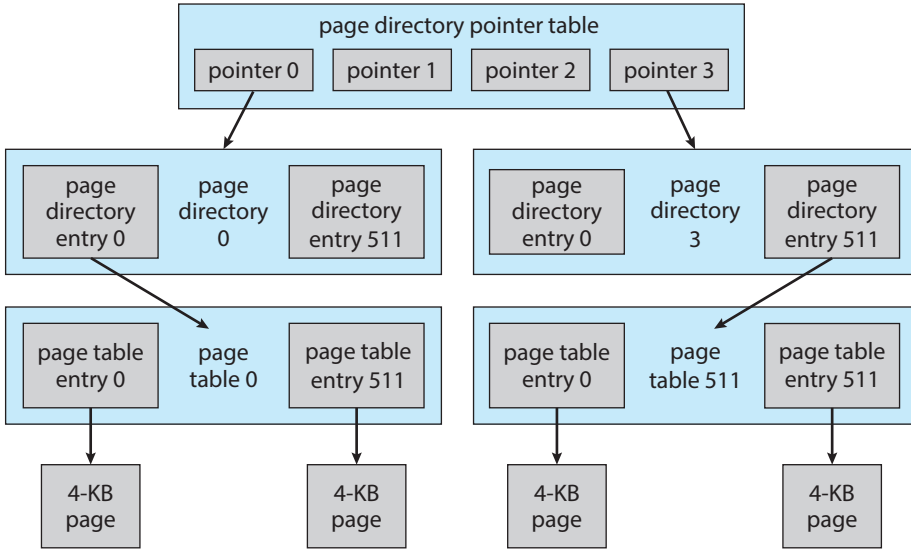 page directory pointer table
pointer 0
pointer 1
pointer 2
pointer 3
page
directory
entry 0
page
directory
0
page
directory
entry 511
page
directory
entry 0
page
directory
3
page
directory
entry 511
page table
entry 0
page
table 0
page table
entry 511
page table
entry 0
page
table 511
page table
entry 511
4-KB
page
4-KB
page
4-KB
page
4-KB
page